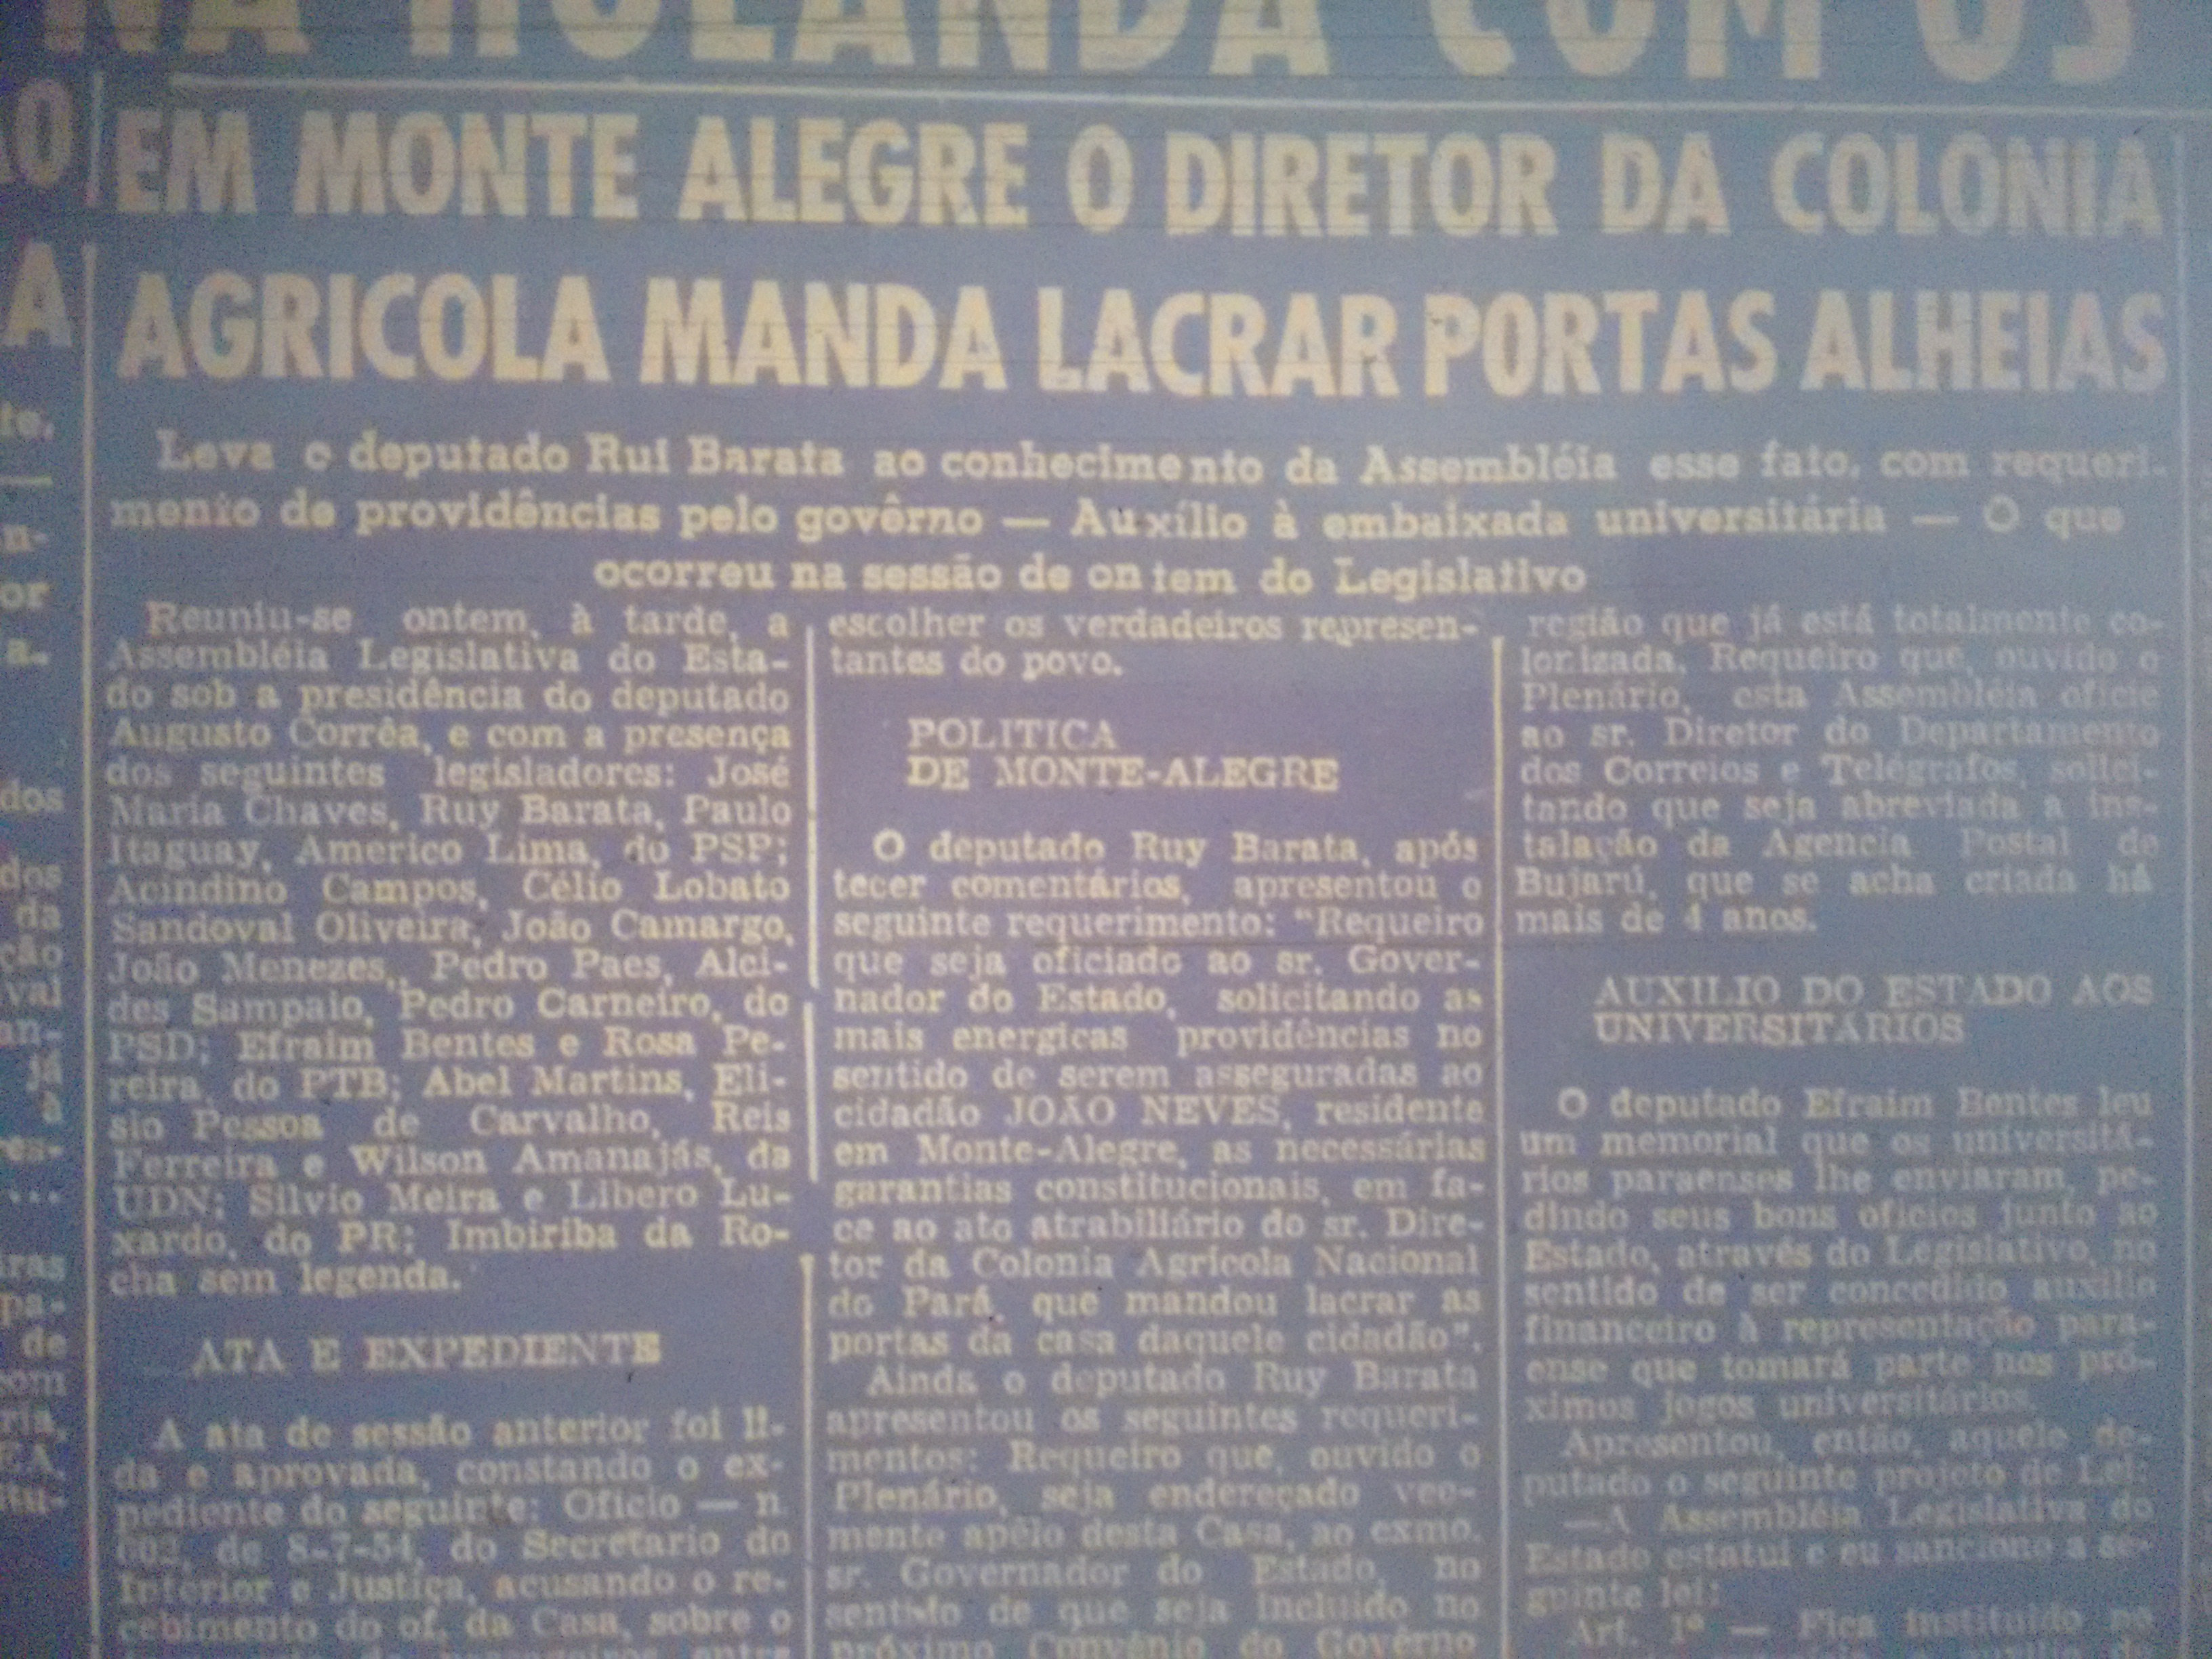 NA HOLANDA COM OS
EM MONTE ALEGRE O DIRETOR DA COLONIA
AGRICOLA MANDA LACRAR PORTAS ALHEIAS
Leva o deputado Rui Barata ao conhecimento da Assembléia esse fato, com requeri-
mento de providências pelo govêrno — Auxílio à embaixada universitária — O que
ocorreu na sessão de ontem do Legislativo
Reuniu-se ontem, à tarde, a
Assembléia Legislativa do Esta-
do sob a presidência do deputado
Augusto Corrêa, e com a presença
dos seguintes legisladores: José
Maria Chaves, Ruy Barata, Paulo
Itaguay, Americo Lima, do PSP;
Acindino Campos, Célio Lobato
Sandoval Oliveira, João Camargo,
João Menezes,, Pedro Paes, Alci-
des Sampaio, Pedro Carneiro, do
PSD; Efraim Bentes e Rosa Pe-
reira, do PTB; Abel Martins, Eli-
sio Pessoa de Carvalho, Reis
Ferreira e Wilson Amanajás, da
UDN; Silvio Meira e Libero Lu-
xardo, do PR; Imbiriba da Ro-
cha sem legenda.
ATA E EXPEDIENTE
A ata de sessão anterior foi li-
da e aprovada, constando o ex-
pediente do seguinte: Oficio — n.
602, de 8-7-54, do Secretario do
Interior e Justiça, acusando o re-
cebimento do of. da Casa, sobre o
escolher os verdadeiros represen-
tantes do povo.
POLITICA
DE MONTE-ALEGRE
O deputado Ruy Barata, após
tecer comentários, apresentou o
seguinte requerimento: "Requeiro
que seja oficiado ao sr. Gover-
nador do Estado, solicitando as
mais energicas providências no
sentido de serem asseguradas ao
cidadão JOÃO NEVES, residente
em Monte-Alegre, as necessárias
garantias constitucionais, em fa-
ce ao ato atrabiliário do sr. Dire-
tor da Colonia Agrícola Nacional
do Pará, que mandou lacrar as
portas da casa daquele cidadão".
Ainda o deputado Ruy Barata
apresentou os seguintes requeri-
mentos: Requeiro que, ouvido o
Plenário, seja endereçado vee-
mente apêlo desta Casa, ao exmo.
sr. Governador do Estado, no
sentido de que seja incluido no
próximo Convênio do Govêrno
região que já está totalmente co-
lonizada. Requeiro que, ouvido o
Plenário, esta Assembléia oficie
ao sr. Diretor do Departamento
dos Correios e Telégrafos, solici-
tando que seja abreviada a ins-
talação da Agencia Postal de
Bujarú, que se acha criada há
mais de 4 anos.
AUXILIO DO ESTADO AOS
UNIVERSITÁRIOS
O deputado Efraim Bentes leu
um memorial que os universitá-
rios paraenses lhe enviaram, pe-
dindo seus bons oficios junto ao
Estado, através do Legislativo, no
sentido de ser concedido auxilio
financeiro à representação para-
ense que tomará parte nos pró-
ximos jogos universitários.
Apresentou, então, aquele de-
putado o seguinte projeto de Lei:
—A Assembléia Legislativa do
Estado estatui e eu sanciono a se-
guinte lei:
Art. 1º — Fica instituido no